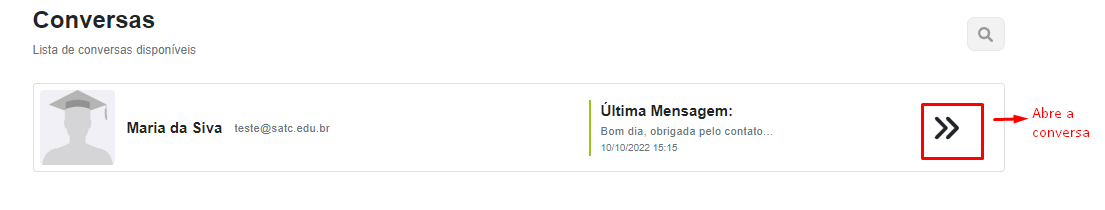 Conversas
Lista de conversas disponíveis
Maria da Siva teste@satc.edu.br
Última Mensagem:
Bom dia, obrigada pelo contato...
10/10/2022 15:15
Abre a
conversa